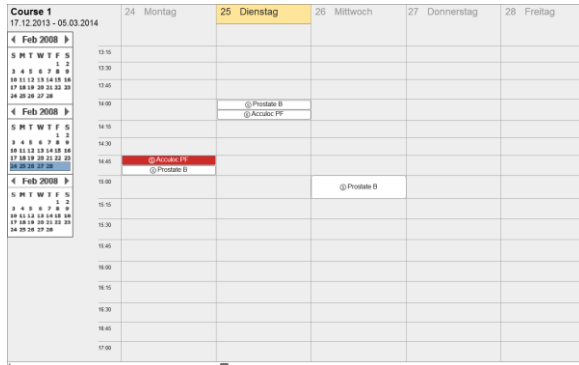 Course 1
17.12.2013 - 05.03.2014
24 Montag
25 Dienstag
26 Mittwoch
27 Donnerstag
28 Freitag
Feb 2008
S M T W T F S
1 2
3 4 5 6 7 8 9
10 11 12 13 14 15 16
17 18 19 20 21 22 23
24 25 26 27 28
Feb 2008
S M T W T F S
1 2
3 4 5 6 7 8 9
10 11 12 13 14 15 16
17 18 19 20 21 22 23
24 25 26 27 28
Feb 2008
S M T W T F S
1 2
3 4 5 6 7 8 9
10 11 12 13 14 15 16
17 18 19 20 21 22 23
24 25 26 27 28
13:15
13:30
13:45
14:00
Prostate B
Acculoc PF
14:15
14:30
14:45
Acculoc PF
Prostate B
15:00
Prostate B
15:15
15:30
15:45
16:00
16:15
16:30
16:45
17:00